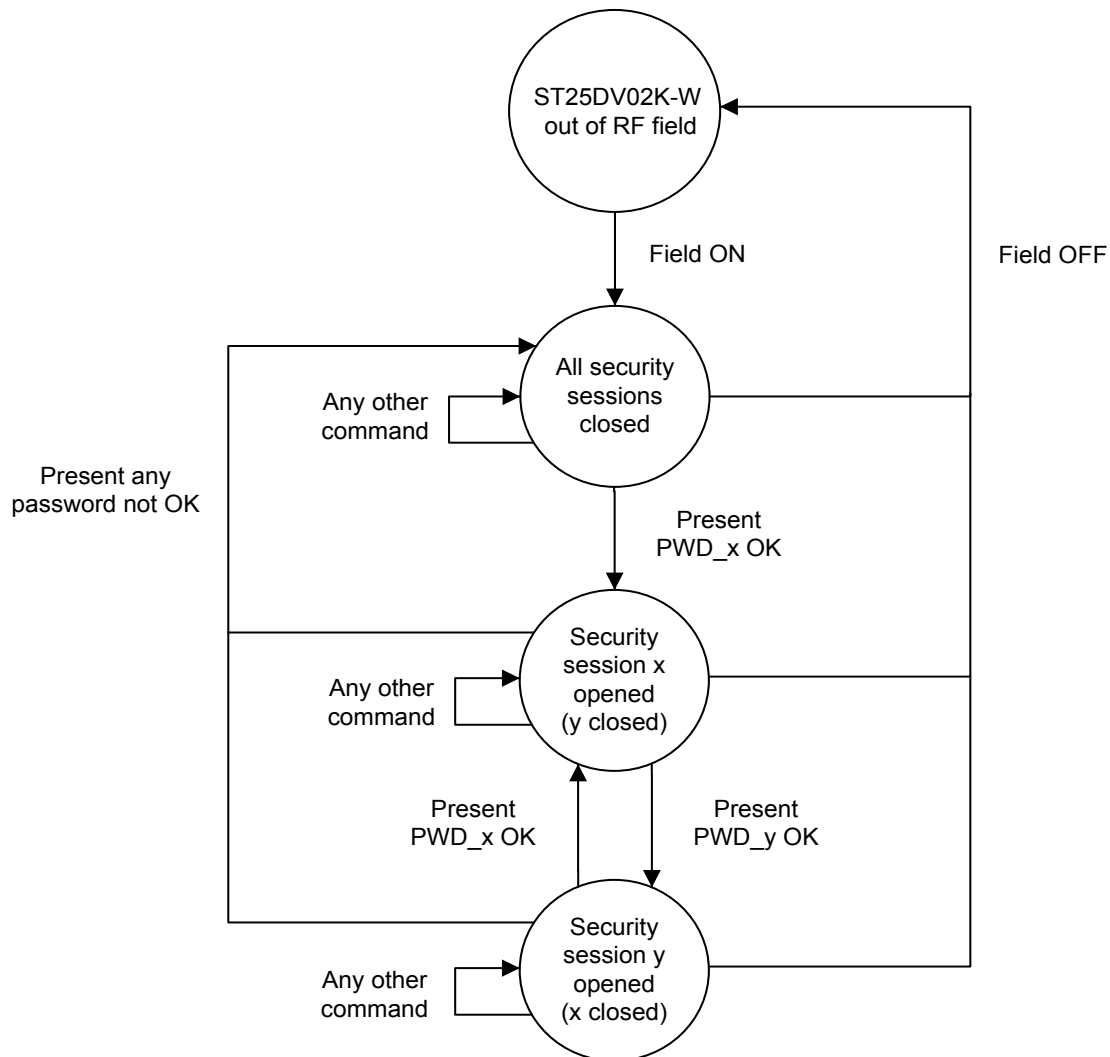 ST25DV02K-W
out of RF field
Field ON
Field OFF
All security
sessions
closed
Any other
command
Present any
password not OK
Present
PWD_x OK
Security
session x
opened
(y closed)
Any other
command
Present
PWD_x OK
Present
PWD_y OK
Security
session y
opened
(x closed)
Any other
command